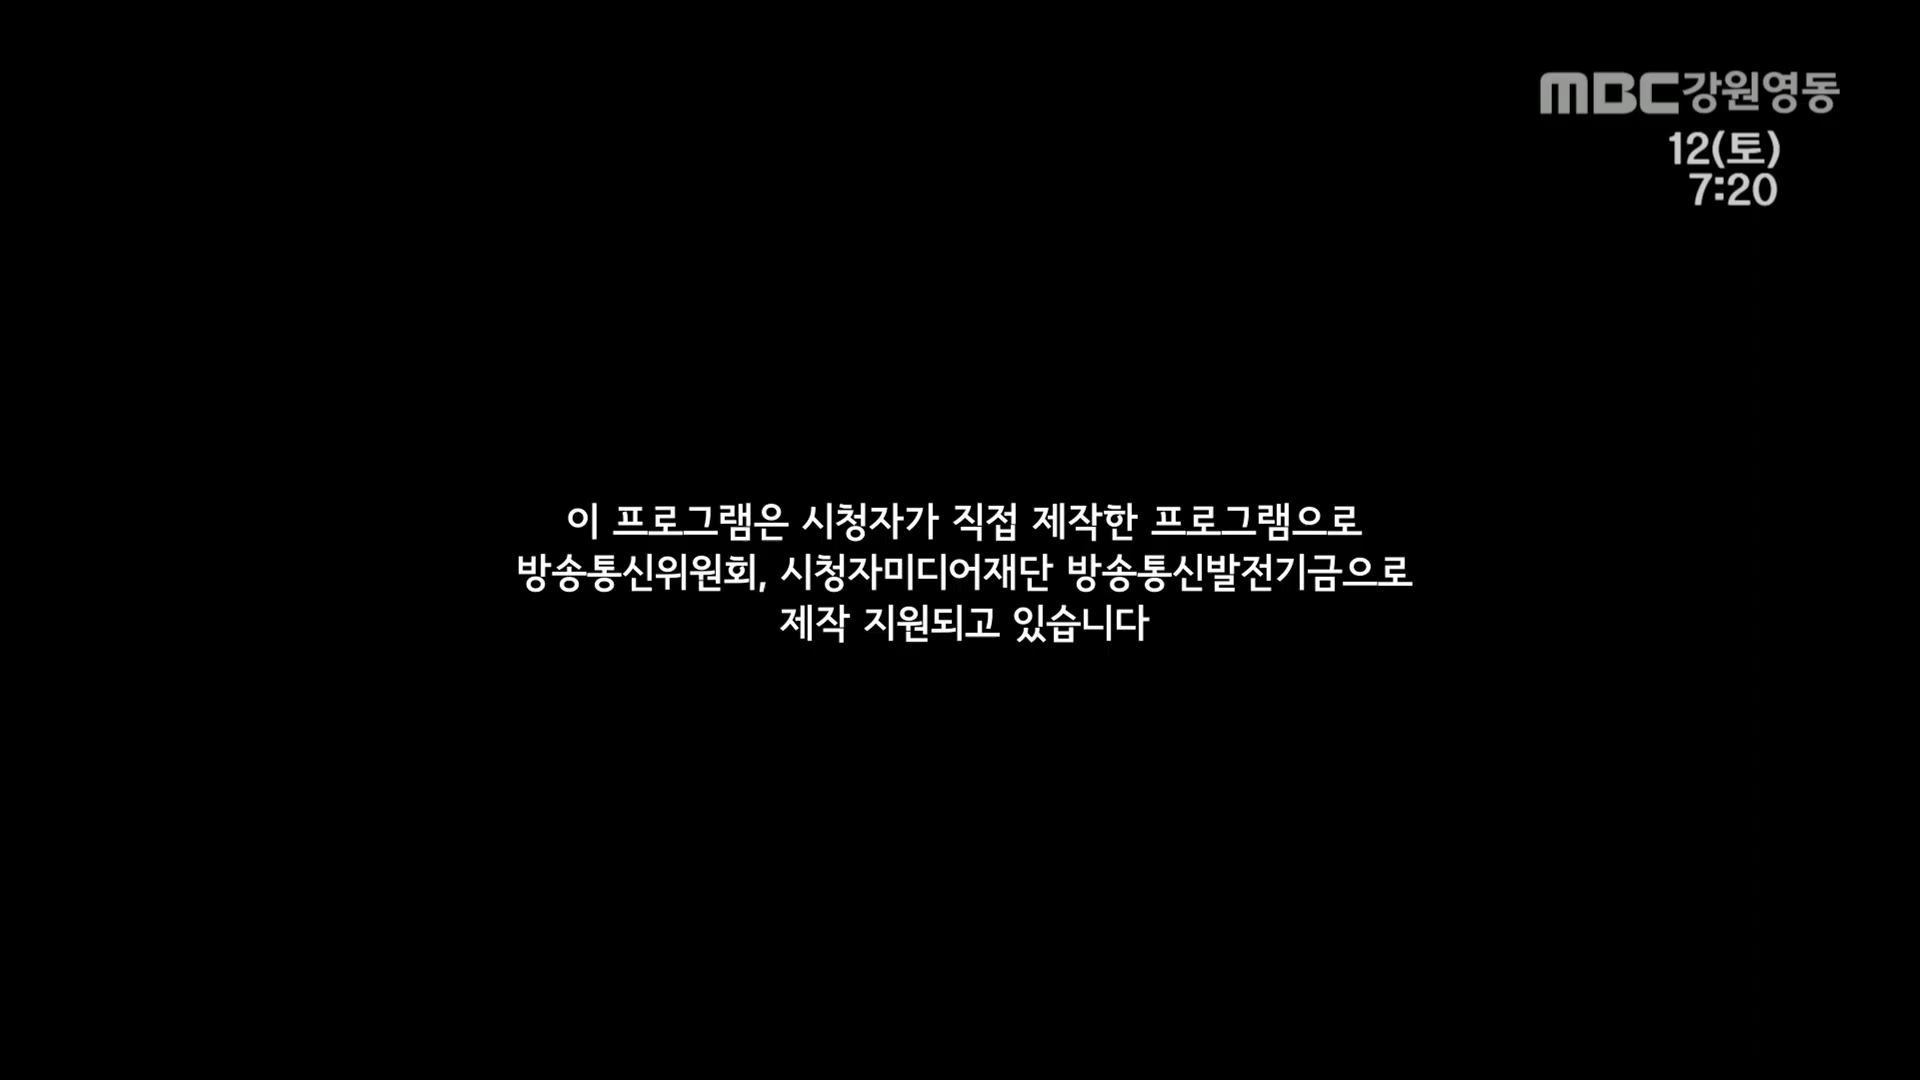 MBC강원영동
12(토)
7:20
이 프로그램은 시청자가 직접 제작한 프로그램으로
방송통신위원회, 시청자미디어재단 방송통신발전기금으로
제작 지원되고 있습니다